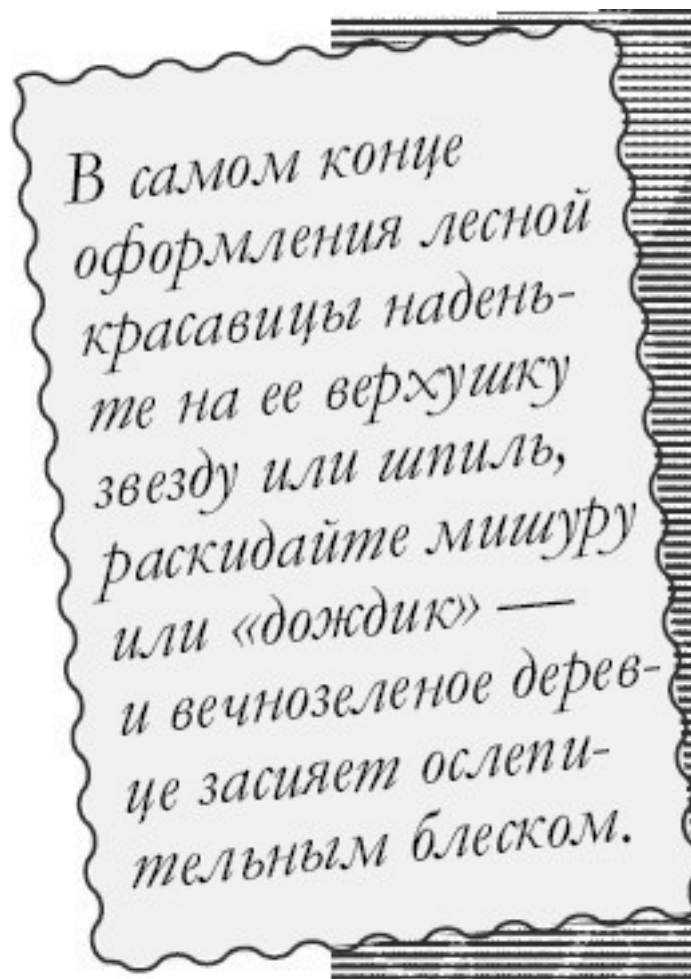 В самом конце
оформления лесной
красавицы надень-
те на ее верхушку
звезду или шпиль,
раскидайте мишуру
или «дождик» —
и вечнозеленое дерев-
це засияет ослепи-
тельным блеском.